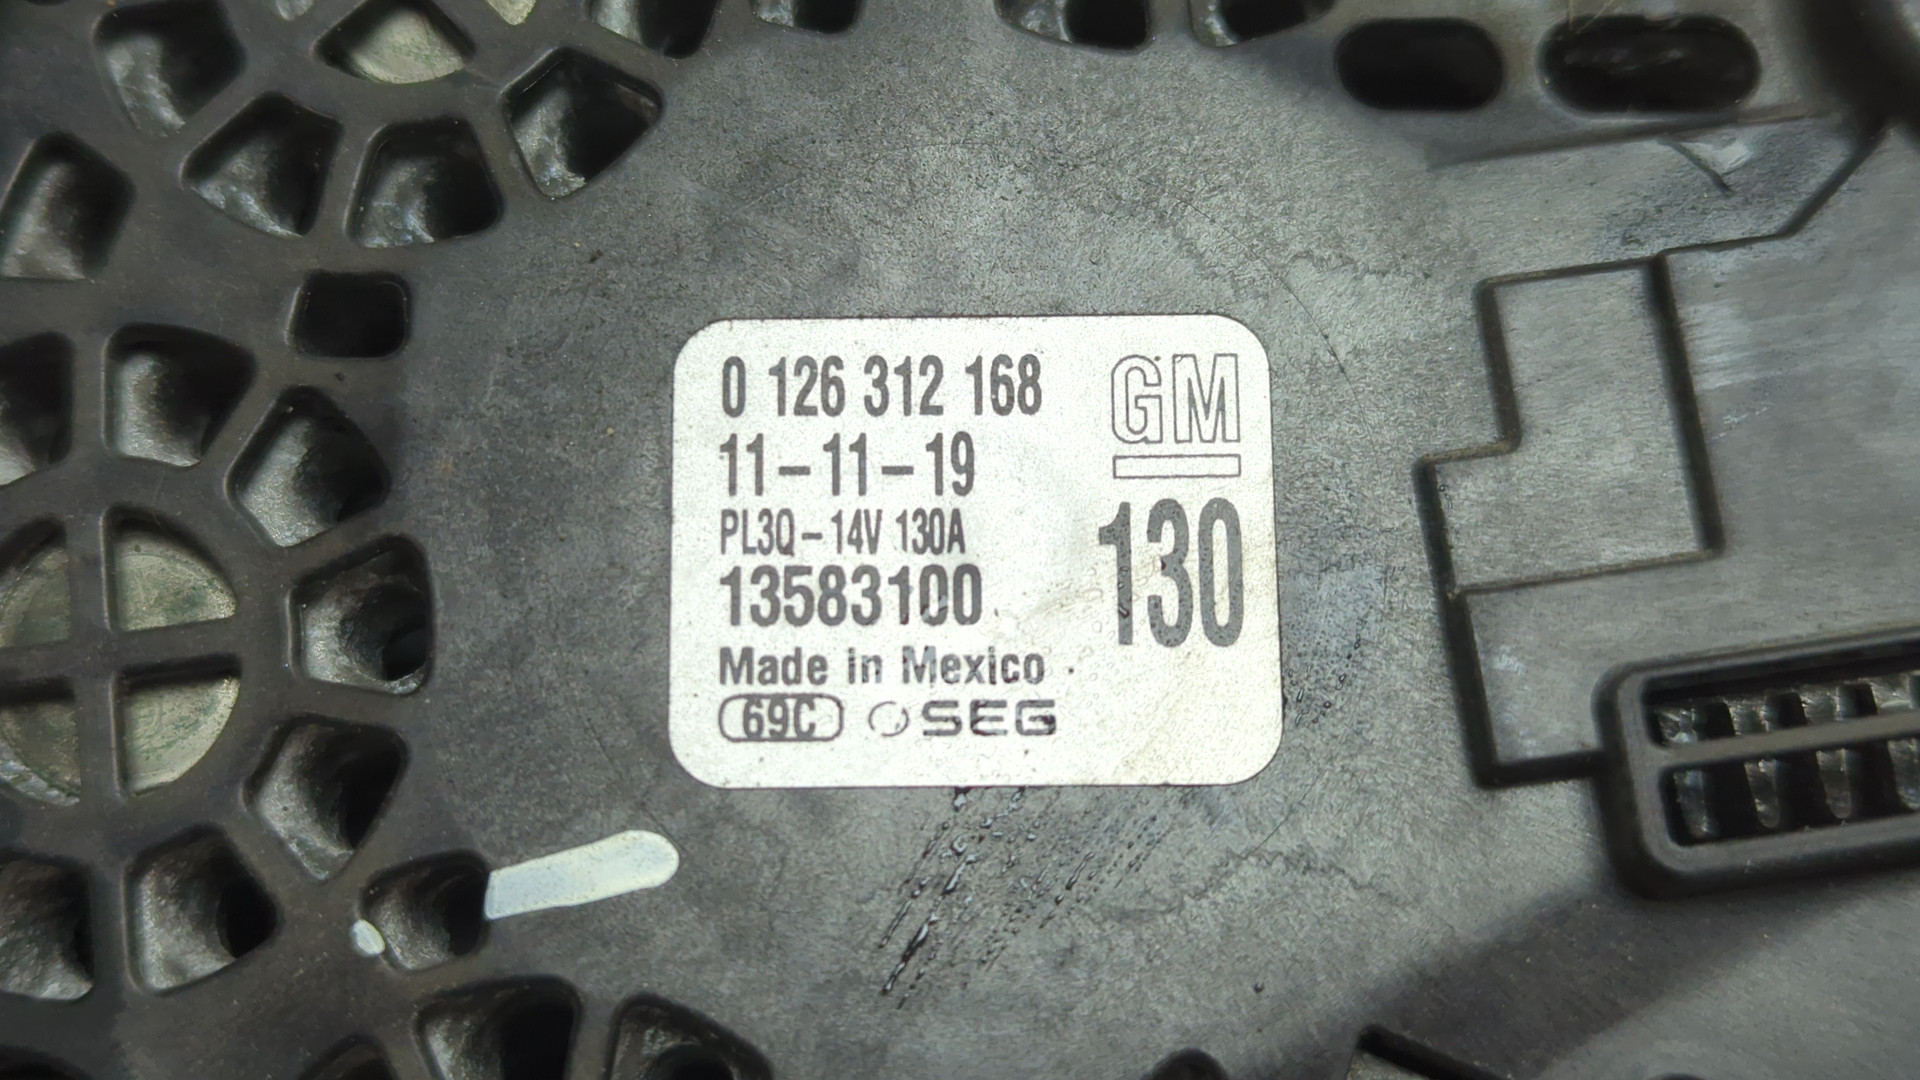 0 126 312 168
11-11-19
PL3Q-14V 130A
13583100
Made in Mexico
69C SEG
GM
130